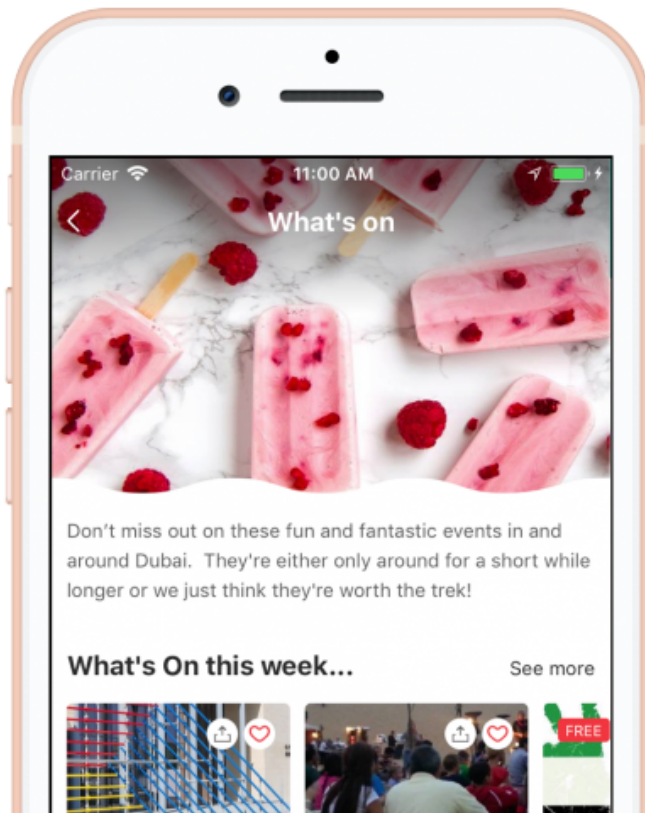 Carrier 11:00 AM
What's on
Don't miss out on these fun and fantastic events in and
around Dubai.  They're either only around for a short while
longer or we just think they're worth the trek!
What's On this week...
See more
FREE